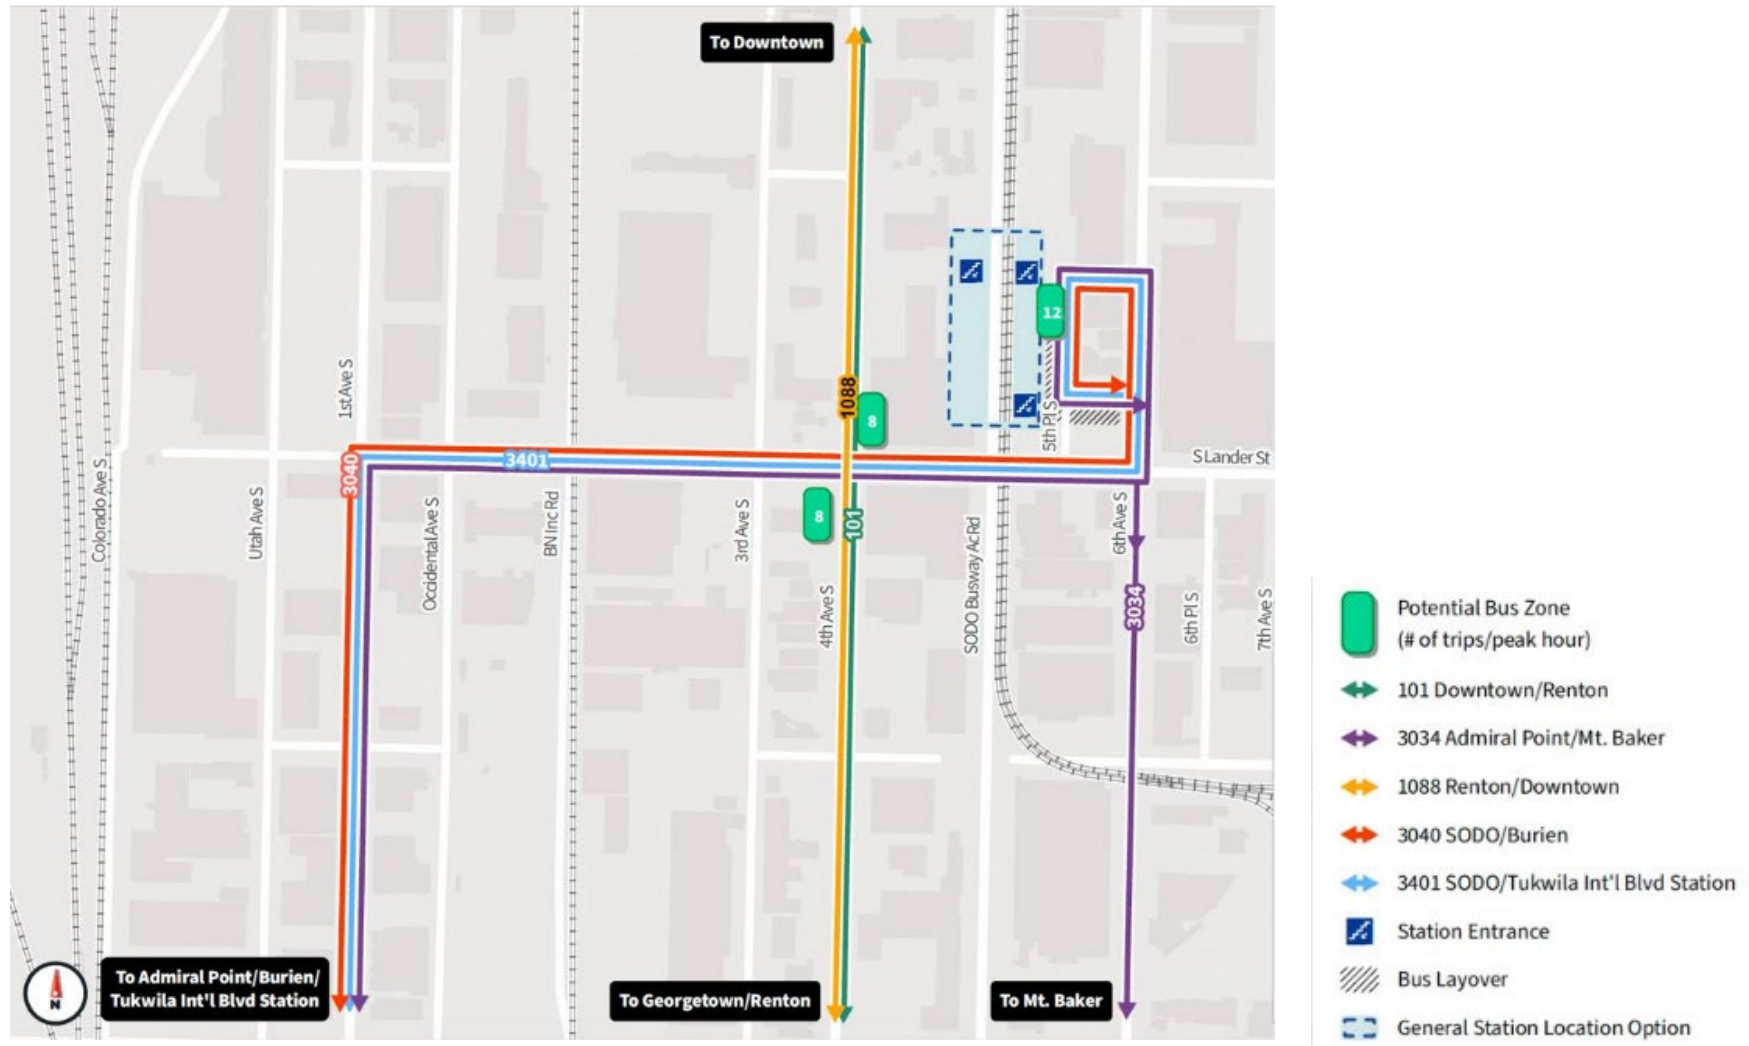 To Downtown
12
1st Ave S
1088
8
5th Pl S
3040
3401
S Lander St
Colorado Ave S
Utah Ave S
Occidental Ave S
BN Inc Rd
3rd Ave S
8
101
4th Ave S
SODO Busway Ac Rd
6th Ave S
3034
6th Pl S
7th Ave S
N
To Admiral Point/Burien/
Tukwila Int'l Blvd Station
To Georgetown/Renton
To Mt. Baker
Potential Bus Zone
(# of trips/peak hour)
101 Downtown/Renton
3034 Admiral Point/Mt. Baker
1088 Renton/Downtown
3040 SODO/Burien
3401 SODO/Tukwila Int'l Blvd Station
Station Entrance
Bus Layover
General Station Location Option